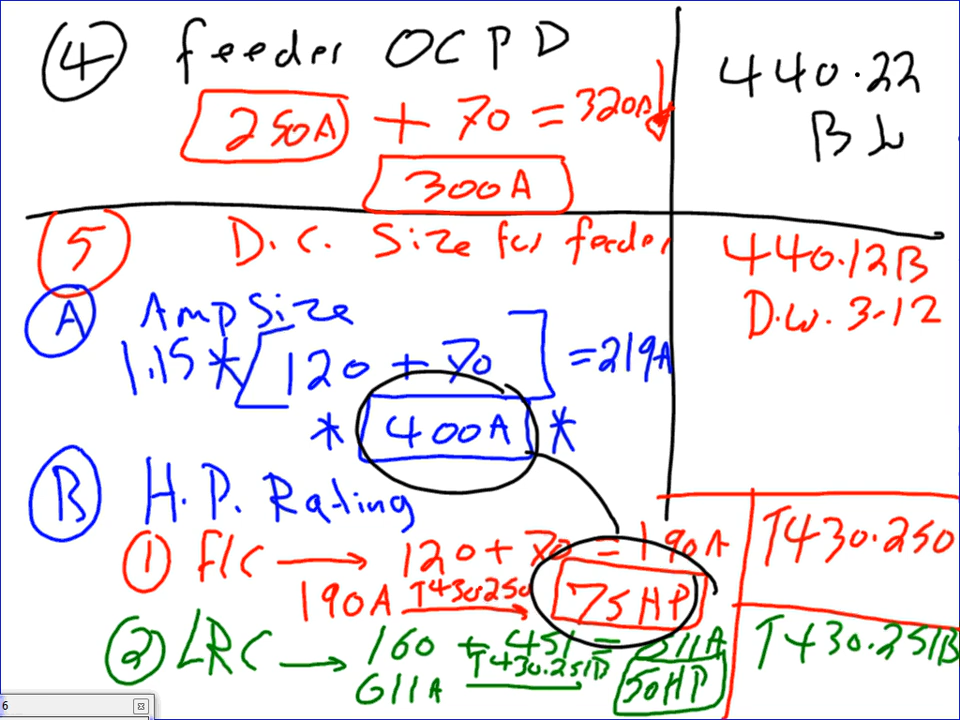 ④ feeder OCPD
440.22
250A + 70 = 320A ↓
B
300A
⑤ D.C. Size for feeder
440.12B
D.W. 3-12
Ⓐ Amp Size
1.15 * [120 + 70] = 219A
* 400A *
Ⓑ H.P. Rating
① FLC → 120 + 70 = 190A
T430.250
190A T430.250 → 75HP
② LRC → 160 + 451 = 611A
T430.251B
611A T430.251B → 50HP
6